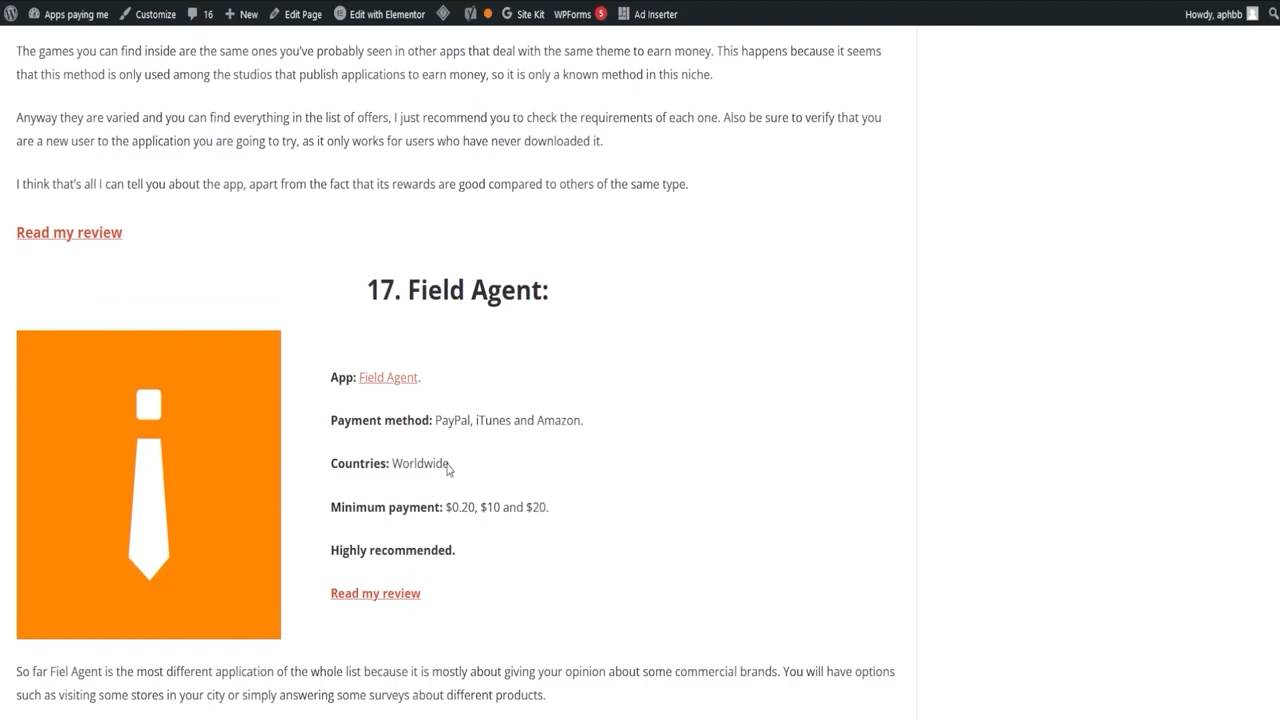 Apps paying me Customize 16 New Edit Page Edit with Elementor Site Kit WPForms 5 Ad Inserter Howdy, aphbb
The games you can find inside are the same ones you've probably seen in other apps that deal with the same theme to earn money. This happens because it seems
that this method is only used among the studios that publish applications to earn money, so it is only a known method in this niche.
Anyway they are varied and you can find everything in the list of offers, I just recommend you to check the requirements of each one. Also be sure to verify that you
are a new user to the application you are going to try, as it only works for users who have never downloaded it.
I think that's all I can tell you about the app, apart from the fact that its rewards are good compared to others of the same type.
Read my review
17. Field Agent:
App: Field Agent.
Payment method: PayPal, iTunes and Amazon.
Countries: Worldwide
Minimum payment: $0.20, $10 and $20.
Highly recommended.
Read my review
So far Fiel Agent is the most different application of the whole list because it is mostly about giving your opinion about some commercial brands. You will have options
such as visiting some stores in your city or simply answering some surveys about different products.